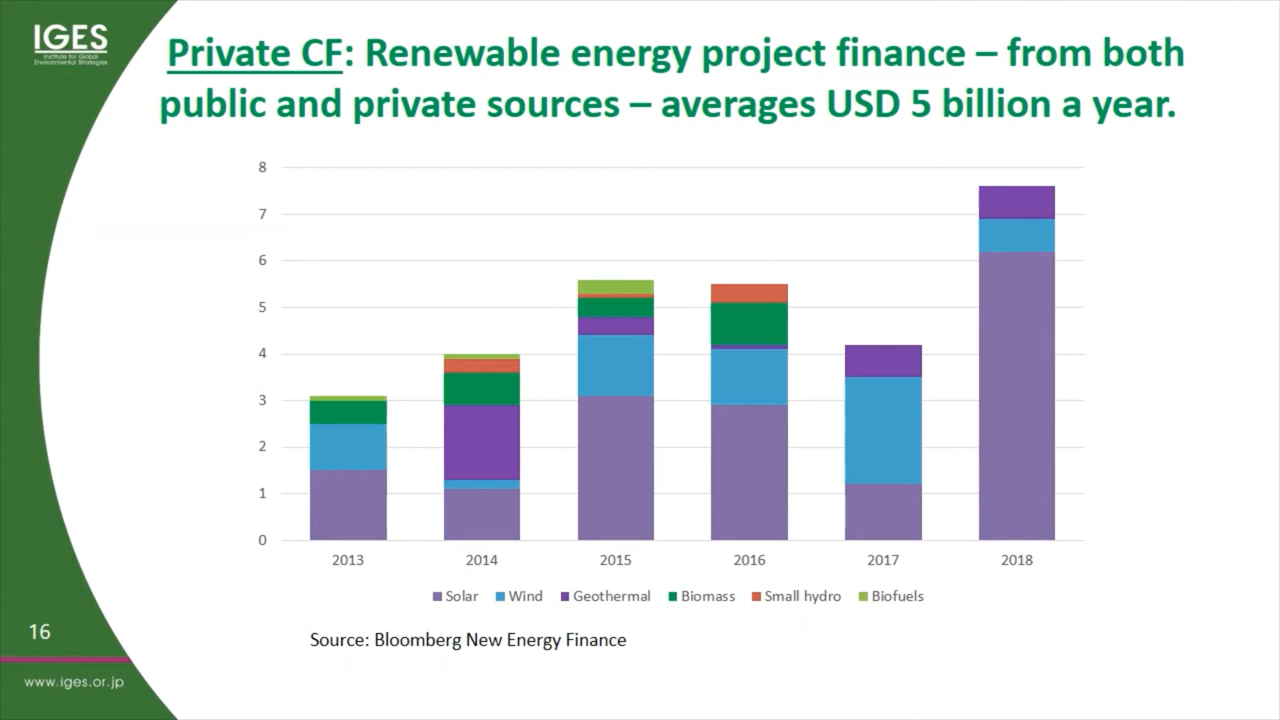 IGES
Institute for Global
Environmental Strategies
Private CF: Renewable energy project finance – from both
public and private sources – averages USD 5 billion a year.
8
7
6
5
4
3
2
1
0
2013 2014 2015 2016 2017 2018
Solar Wind Geothermal Biomass Small hydro Biofuels
Source: Bloomberg New Energy Finance
16
www.iges.or.jp